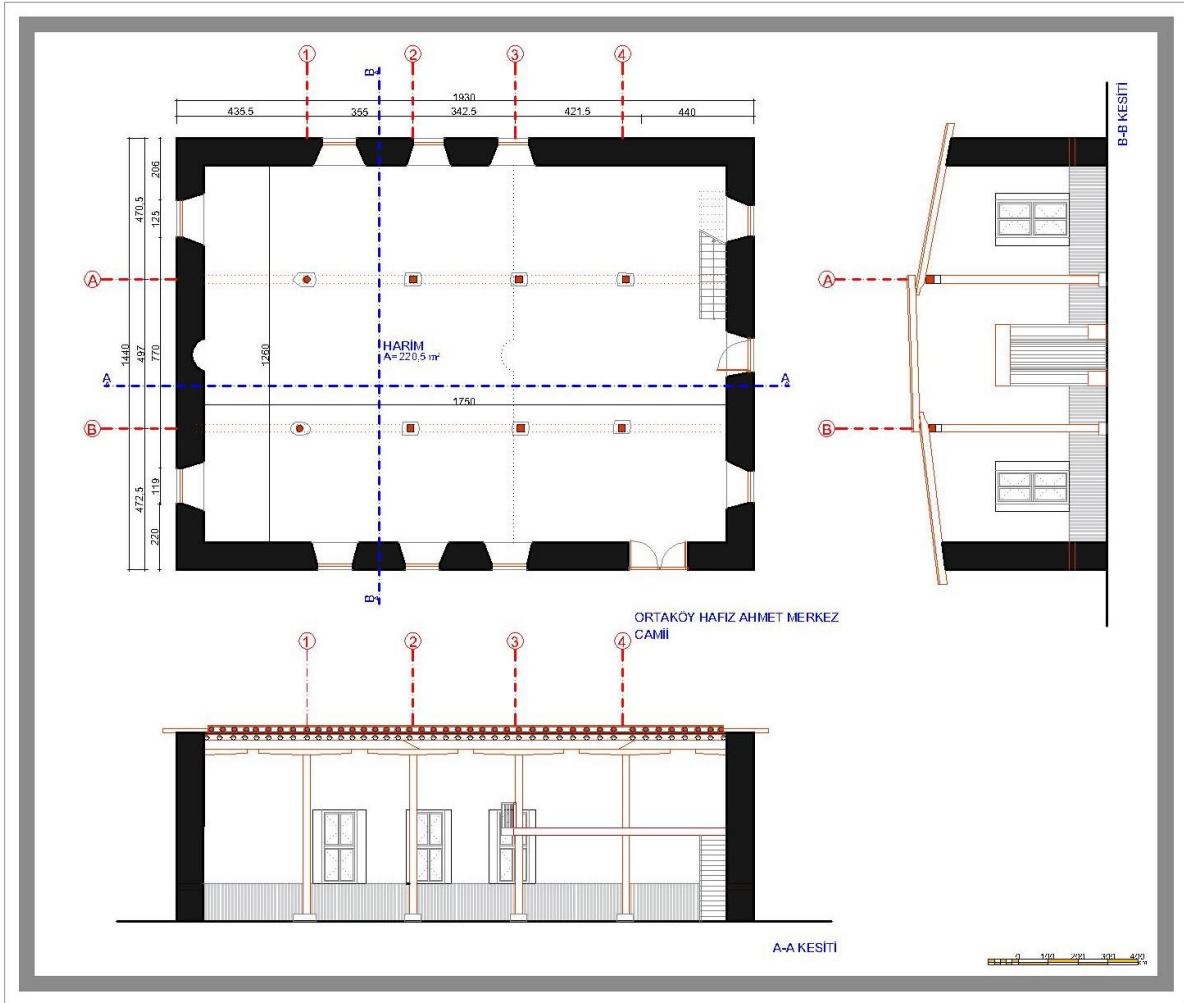 1 2 3 4
B
1930
435.5 355 342.5 421.5 440
B-B KESİTİ
206
470.5
125
A
A
1440
497
770
1260
HARİM
A= 220,5 m²
A
A
1750
B
B
472.5
119
220
B
ORTAKÖY HAFIZ AHMET MERKEZ
CAMİİ
1 2 3 4
A-A KESİTİ
0 100 200 300 400